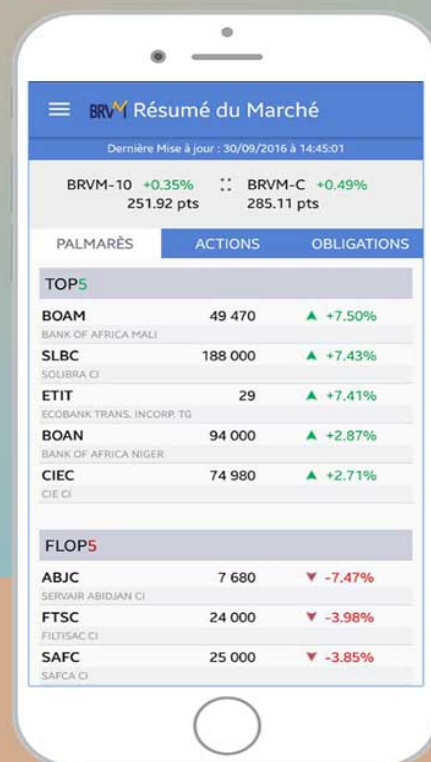 BRVM Résumé du Marché
Dernière Mise à jour : 30/09/2016 à 14:45:01
BRVM-10 +0.35% BRVM-C +0.49%
251.92 pts 285.11 pts
PALMARÈS ACTIONS OBLIGATIONS
TOP5
BOAM 49 470 +7.50%
BANK OF AFRICA MALI
SLBC 188 000 +7.43%
SOLIBRA CI
ETIT 29 +7.41%
ECOBANK TRANS. INCORP. TG
BOAN 94 000 +2.87%
BANK OF AFRICA NIGER
CIEC 74 980 +2.71%
CIE CI
FLOP5
ABJC 7 680 -7.47%
SERVAIR ABIDJAN CI
FTSC 24 000 -3.98%
FILTISAC CI
SAFC 25 000 -3.85%
SAFCA CI